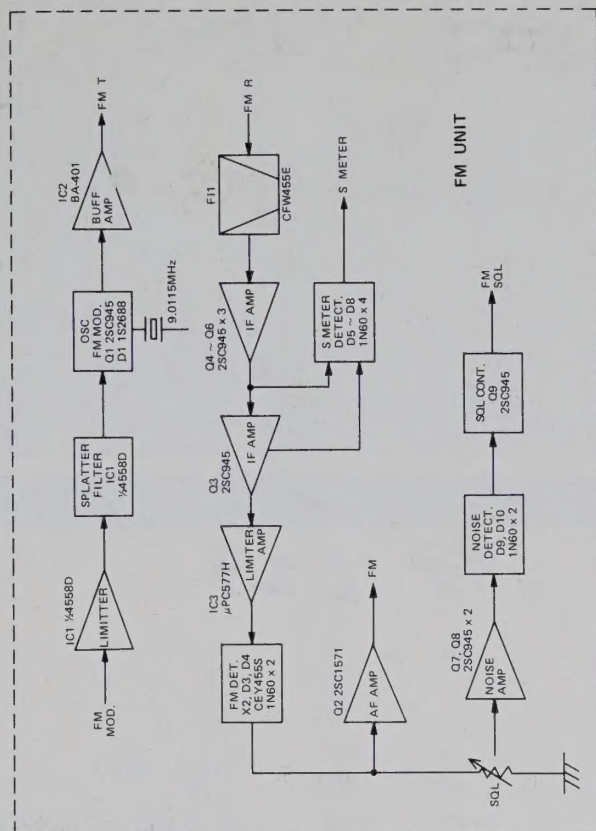 FM UNIT
FM
MOD.
IC1 ½4558D
LIMITTER
SPLATTER
FILTER
IC1
½4558D
OSC
FM MOD.
Q1 2SC945
D1 1S2688
9.0115MHz
IC2
BA-401
BUFF
AMP
FM T
FM R
FI1
CFW455E
Q4 ~ Q6
2SC945 x 3
IF AMP
Q3
2SC945
IF AMP
S METER
DETECT.
D5 ~ D8
1N60 x 4
S METER
IC3
μPC577H
LIMITER
AMP
FM DET.
X2, D3, D4
CEY455S
1N60 x 2
Q2 2SC1571
AF AMP
FM
SQL
Q7, Q8
2SC945 x 2
NOISE
AMP
NOISE
DETECT.
D9, D10
1N60 x 2
SQL CONT.
Q9
2SC945
FM
SQL